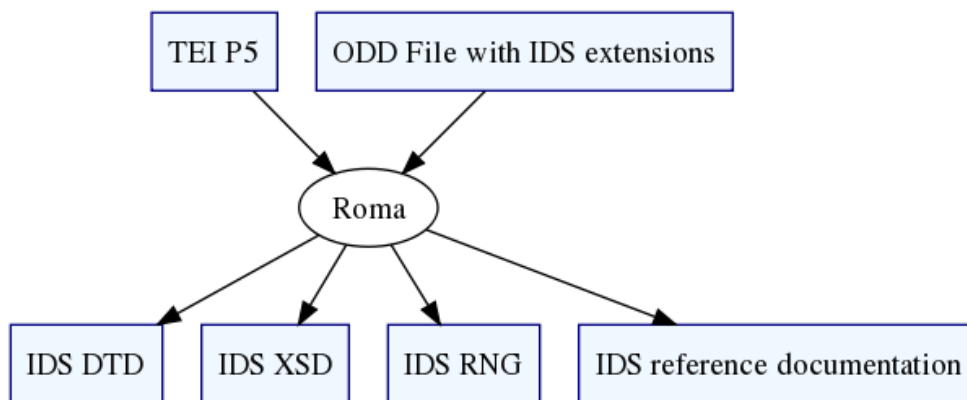 TEI P5
ODD File with IDS extensions
Roma
IDS DTD
IDS XSD
IDS RNG
IDS reference documentation